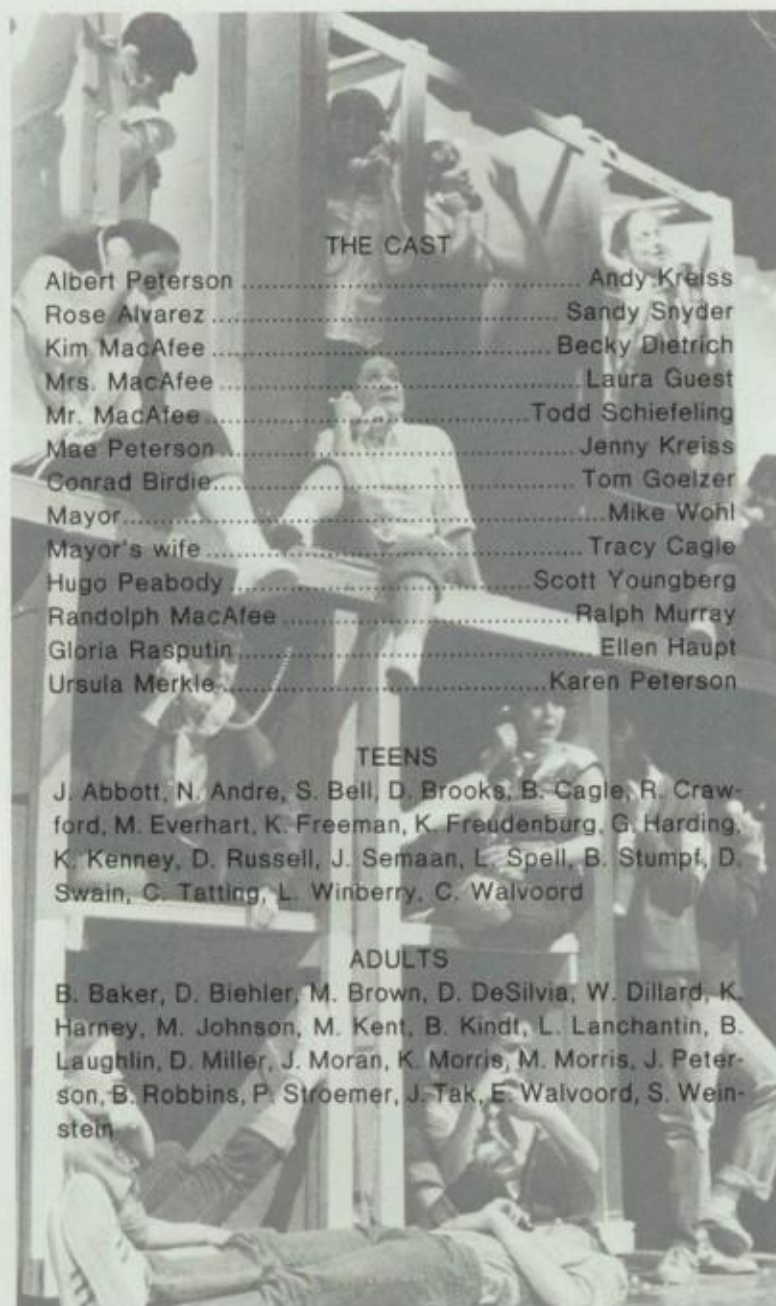 THE CAST
Albert Peterson ........................................ Andy Kreiss
Rose Alvarez ........................................ Sandy Snyder
Kim MacAfee ........................................ Becky Dietrich
Mrs. MacAfee ........................................ Laura Guest
Mr. MacAfee ........................................ Todd Schiefeling
Mae Peterson ........................................ Jenny Kreiss
Conrad Birdie ........................................ Tom Goelzer
Mayor ........................................ Mike Wohl
Mayor's wife ........................................ Tracy Cagle
Hugo Peabody ........................................ Scott Youngberg
Randolph MacAfee ........................................ Ralph Murray
Gloria Rasputin ........................................ Ellen Haupt
Ursula Merkle ........................................ Karen Peterson
TEENS
J. Abbott, N. Andre, S. Bell, D. Brooks, B. Cagle, R. Craw-
ford, M. Everhart, K. Freeman, K. Freudenburg, G. Harding,
K. Kenney, D. Russell, J. Semaan, L. Spell, B. Stumpf, D.
Swain, C. Tatting, L. Winberry, C. Walvoord
ADULTS
B. Baker, D. Biehler, M. Brown, D. DeSilvia, W. Dillard, K.
Harney, M. Johnson, M. Kent, B. Kindt, L. Lanchantin, B.
Laughlin, D. Miller, J. Moran, K. Morris, M. Morris, J. Peter-
son, B. Robbins, P. Stroemer, J. Tak, E. Walvoord, S. Wein-
stein